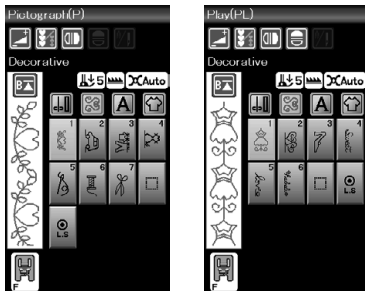 Pictograph(P)
Decorative
B
5
Auto
A
1
2
3
4
5
6
7
L.S
F
Play(PL)
Decorative
B
5
Auto
A
1
2
3
4
5
6
L.S
F